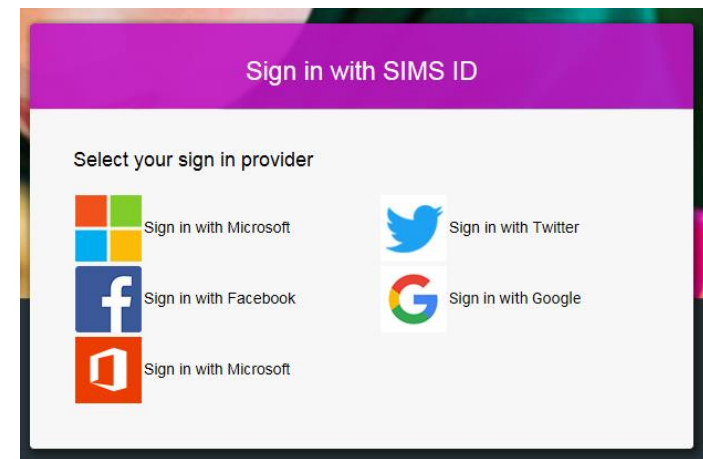 Sign in with SIMS ID
Select your sign in provider
Sign in with Microsoft
Sign in with Twitter
Sign in with Facebook
Sign in with Google
Sign in with Microsoft